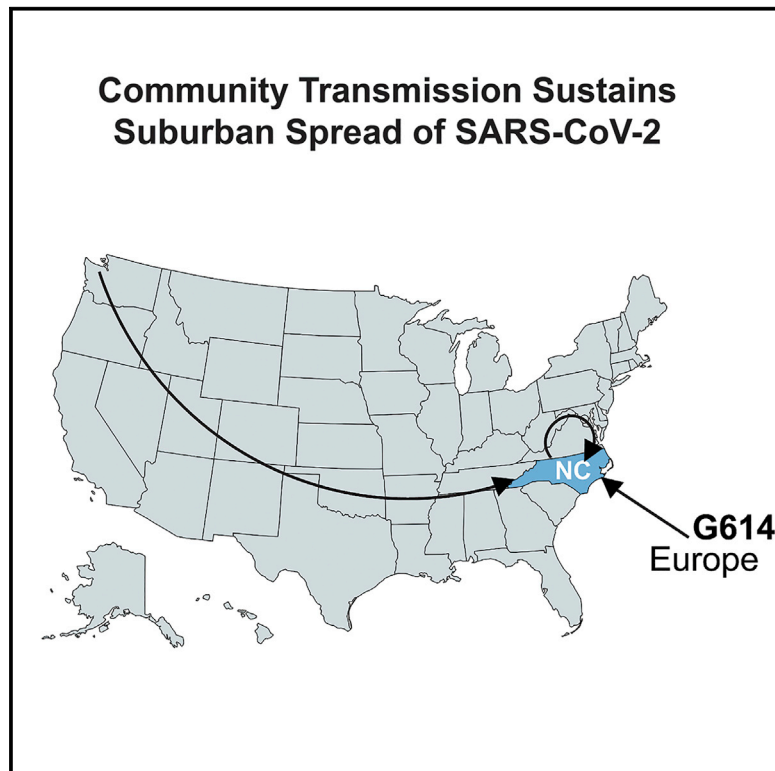 Community Transmission Sustains
Suburban Spread of SARS-CoV-2
NC
G614
Europe